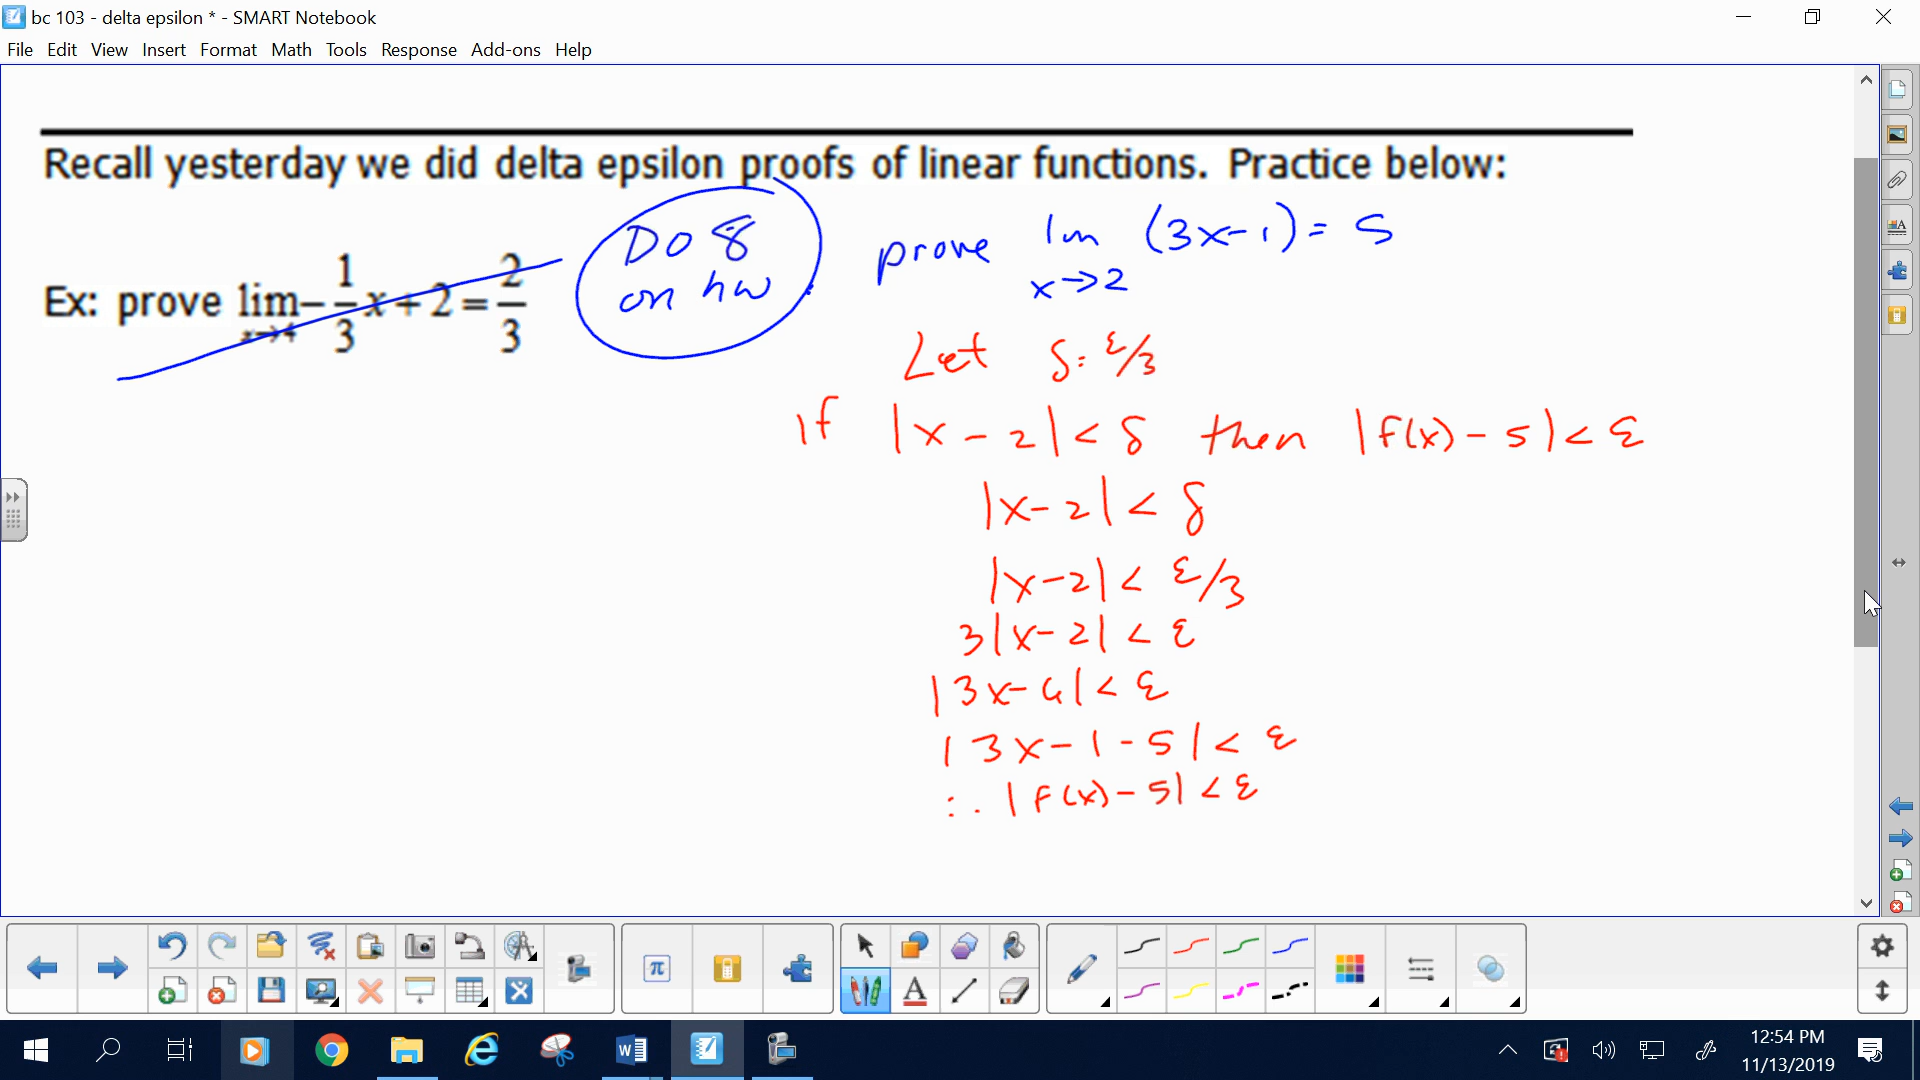 bc 103 - delta epsilon * - SMART Notebook
File Edit View Insert Format Math Tools Response Add-ons Help
Recall yesterday we did delta epsilon proofs of linear functions. Practice below:
Ex: prove lim x→4 -1/3 x + 2 = 2/3
Do 8
on hw
prove lim (3x-1) = 5
x→2
Let δ = ε/3
If |x - 2| < δ then |f(x) - 5| < ε
|x - 2| < δ
|x - 2| < ε/3
3|x - 2| < ε
|3x - 6| < ε
|3x - 1 - 5| < ε
∴ |f(x) - 5| < ε
π
A
12:54 PM
11/13/2019